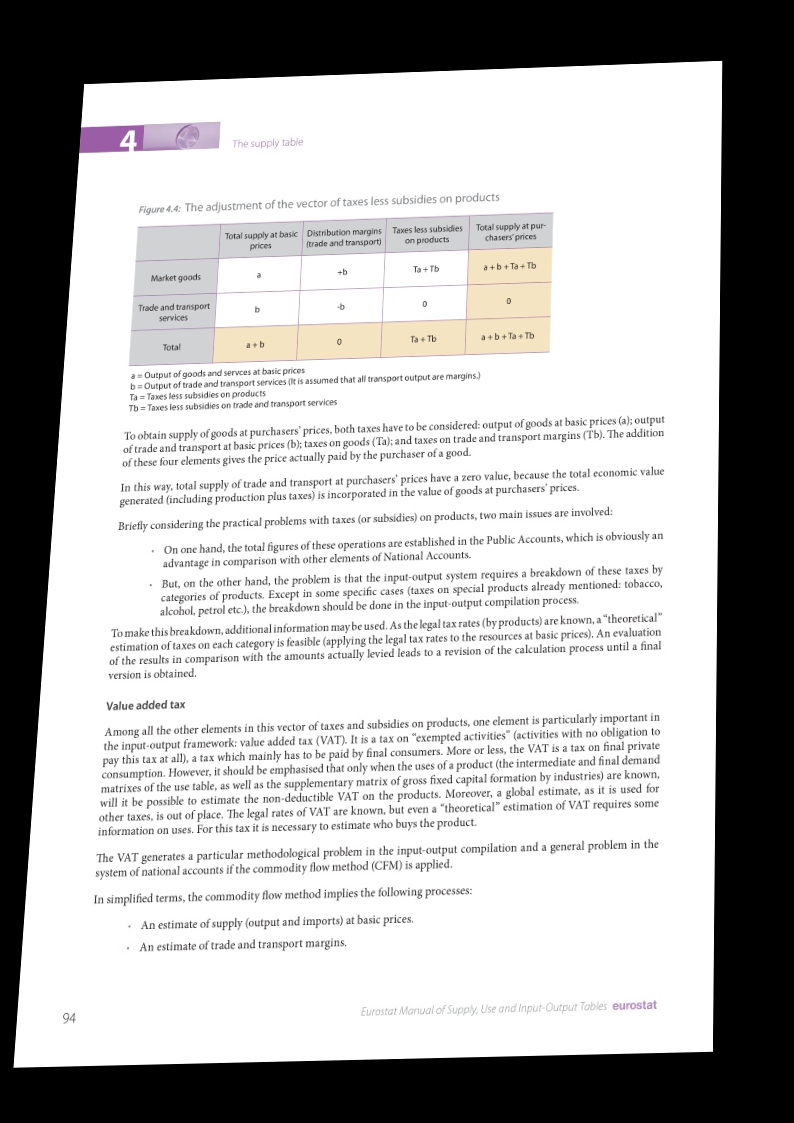 4
The supply table
Figure 4.4: The adjustment of the vector of taxes less subsidies on products
Total supply at basic prices
Distribution margins (trade and transport)
Taxes less subsidies on products
Total supply at pur-chasers' prices
Market goods a +b Ta + Tb a + b + Ta + Tb
Trade and transport services b -b 0 0
Total a + b 0 Ta + Tb a + b + Ta + Tb
a = Output of goods and servces at basic prices
b = Output of trade and transport services (It is assumed that all transport output are margins.)
Ta = Taxes less subsidies on products
Tb = Taxes less subsidies on trade and transport services
To obtain supply of goods at purchasers' prices, both taxes have to be considered: output of goods at basic prices (a); output
of trade and transport at basic prices (b); taxes on goods (Ta); and taxes on trade and transport margins (Tb). The addition
of these four elements gives the price actually paid by the purchaser of a good.
In this way, total supply of trade and transport at purchasers' prices have a zero value, because the total economic value
generated (including production plus taxes) is incorporated in the value of goods at purchasers' prices.
Briefly considering the practical problems with taxes (or subsidies) on products, two main issues are involved:
· On one hand, the total figures of these operations are established in the Public Accounts, which is obviously an
advantage in comparison with other elements of National Accounts.
· But, on the other hand, the problem is that the input-output system requires a breakdown of these taxes by
categories of products. Except in some specific cases (taxes on special products already mentioned: tobacco,
alcohol, petrol etc.), the breakdown should be done in the input-output compilation process.
To make this breakdown, additional information may be used. As the legal tax rates (by products) are known, a "theoretical"
estimation of taxes on each category is feasible (applying the legal tax rates to the resources at basic prices). An evaluation
of the results in comparison with the amounts actually levied leads to a revision of the calculation process until a final
version is obtained.
Value added tax
Among all the other elements in this vector of taxes and subsidies on products, one element is particularly important in
the input-output framework: value added tax (VAT). It is a tax on "exempted activities" (activities with no obligation to
pay this tax at all), a tax which mainly has to be paid by final consumers. More or less, the VAT is a tax on final private
consumption. However, it should be emphasised that only when the uses of a product (the intermediate and final demand
matrixes of the use table, as well as the supplementary matrix of gross fixed capital formation by industries) are known,
will it be possible to estimate the non-deductible VAT on the products. Moreover, a global estimate, as it is used for
other taxes, is out of place. The legal rates of VAT are known, but even a "theoretical" estimation of VAT requires some
information on uses. For this tax it is necessary to estimate who buys the product.
The VAT generates a particular methodological problem in the input-output compilation and a general problem in the
system of national accounts if the commodity flow method (CFM) is applied.
In simplified terms, the commodity flow method implies the following processes:
· An estimate of supply (output and imports) at basic prices.
· An estimate of trade and transport margins.
94
Eurostat Manual of Supply, Use and Input-Output Tables eurostat